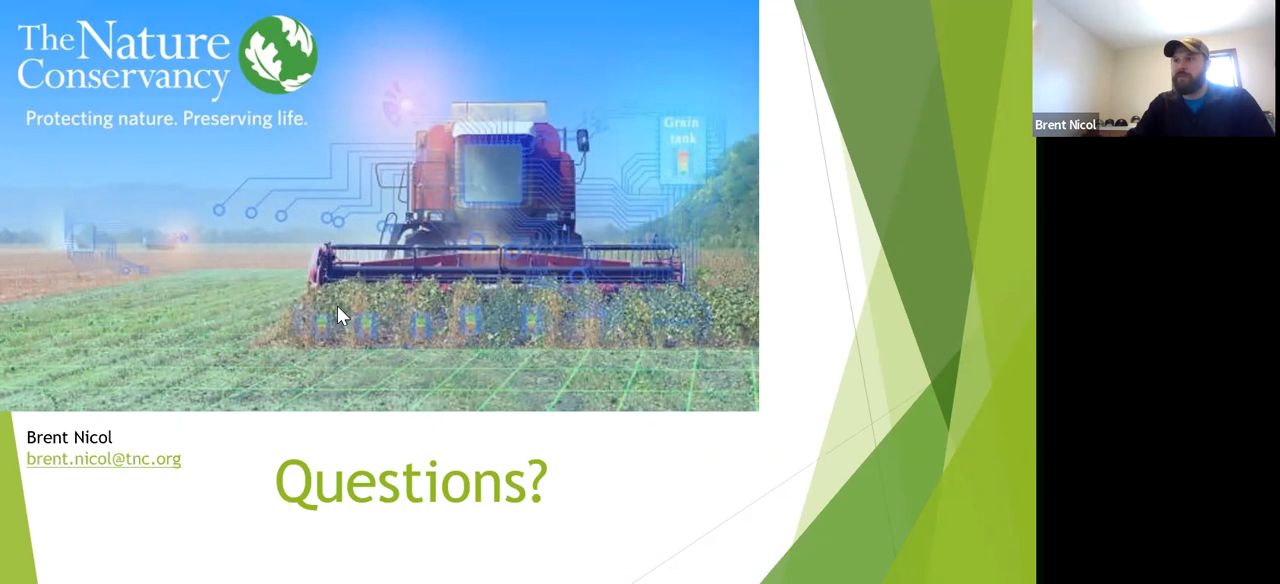 The Nature
Conservancy
Protecting nature. Preserving life.
Grain
tank
Brent Nicol
Brent Nicol
brent.nicol@tnc.org
Questions?